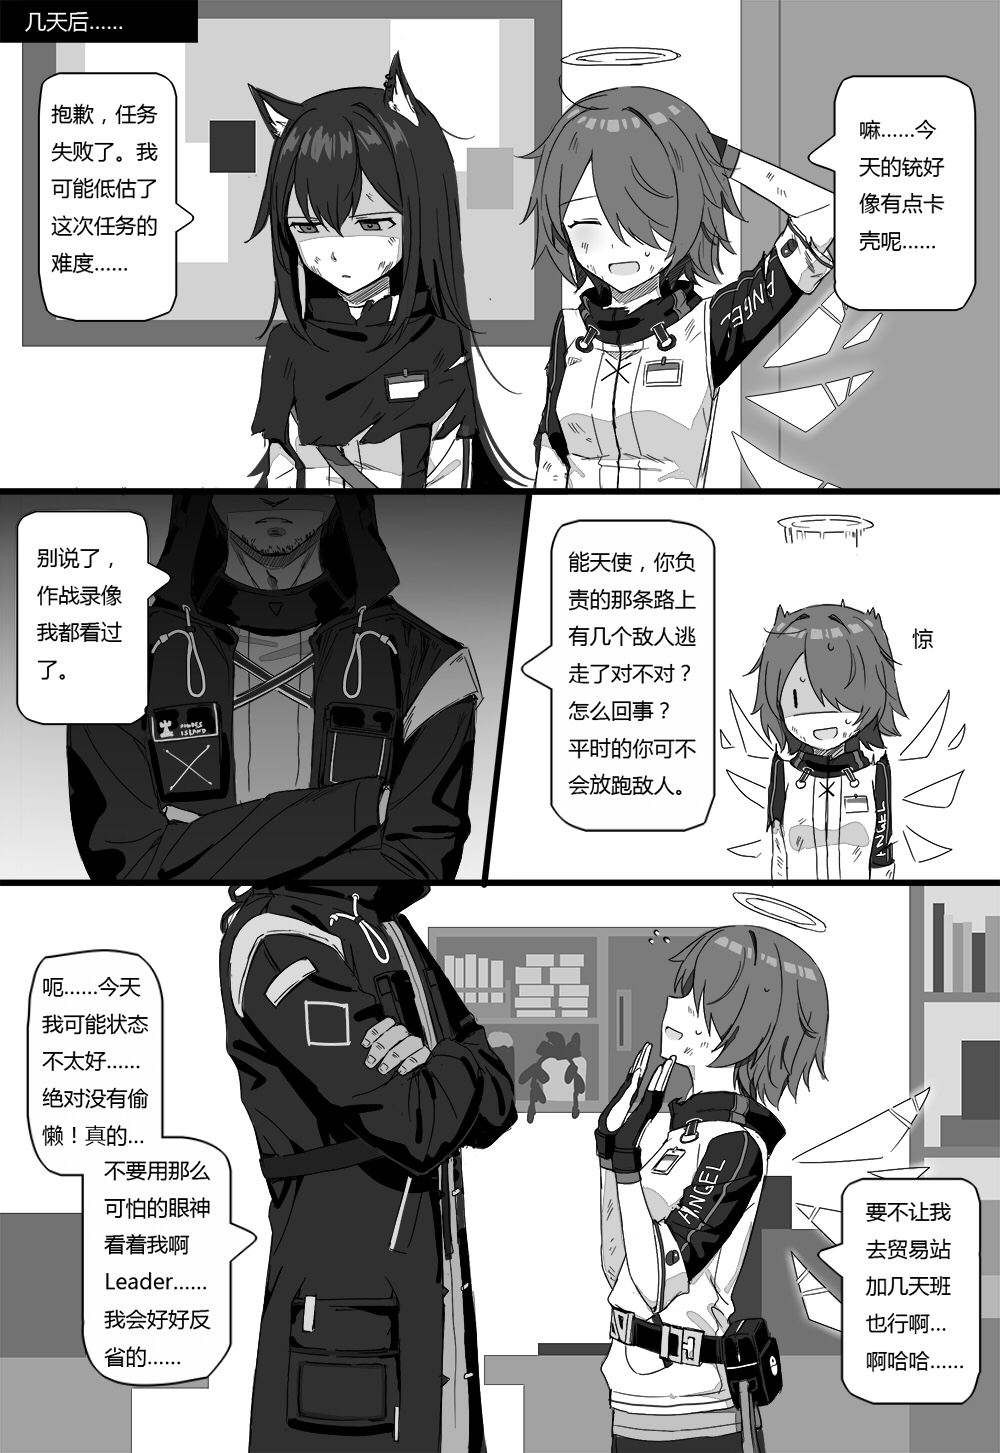 几天后……
抱歉，任务
失败了。我
可能低估了
这次任务的
难度……
嘛……今
天的铳好
像有点卡
壳呢……
ANGEL
别说了，
作战录像
我都看过
了。
RHODES
ISLAND
能天使，你负
责的那条路上
有几个敌人逃
走了对不对？
怎么回事？
平时的你可不
会放跑敌人。
惊
ANGEL
呃……今天
我可能状态
不太好……
绝对没有偷
懒！真的...
不要用那么
可怕的眼神
看着我啊
Leader……
我会好好反
省的……
ANGEL
要不让我
去贸易站
加几天班
也行啊...
啊哈哈……